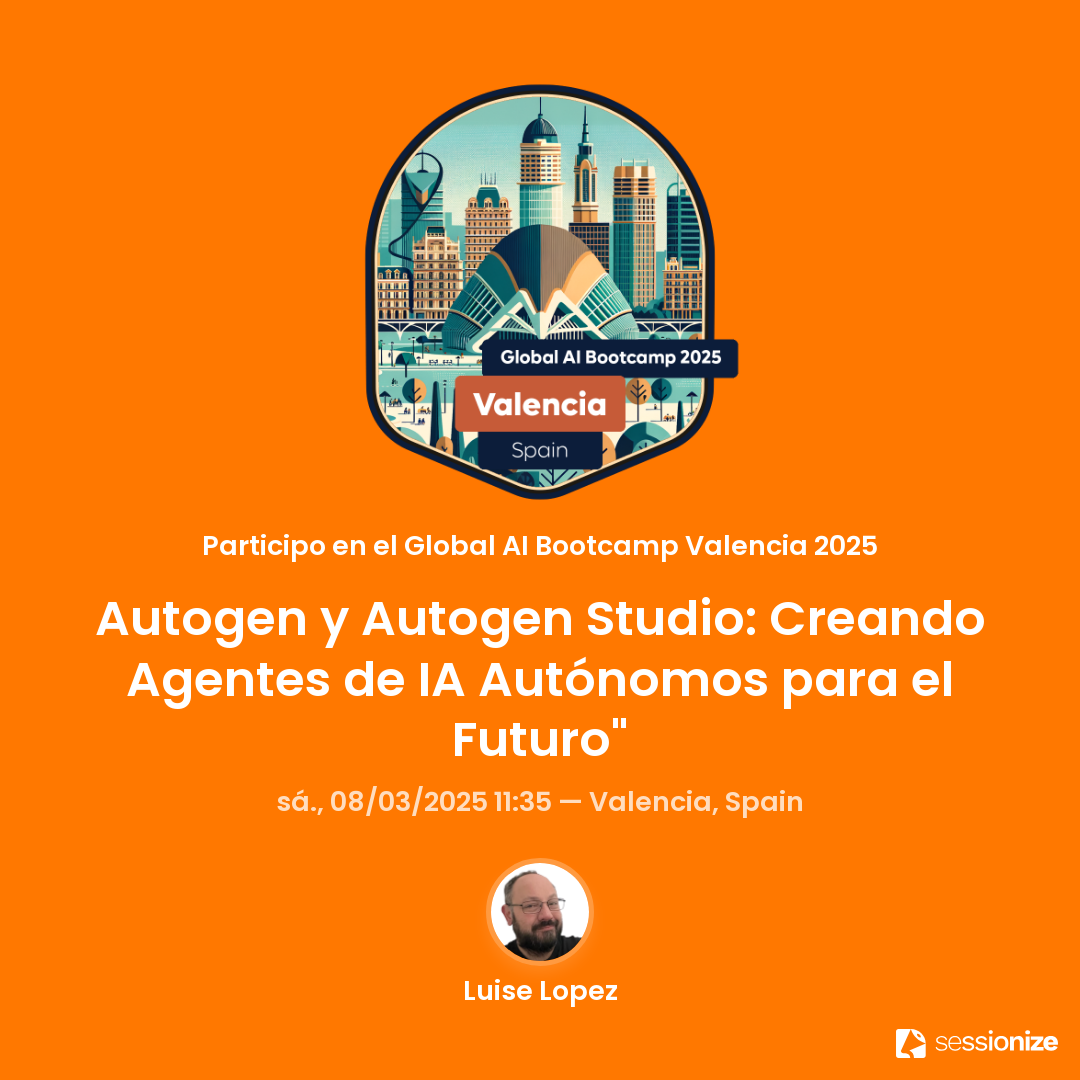 Global AI Bootcamp 2025
Valencia
Spain
Participo en el Global AI Bootcamp Valencia 2025
Autogen y Autogen Studio: Creando
Agentes de IA Autónomos para el
Futuro"
sá., 08/03/2025 11:35 — Valencia, Spain
Luise Lopez
sessionize